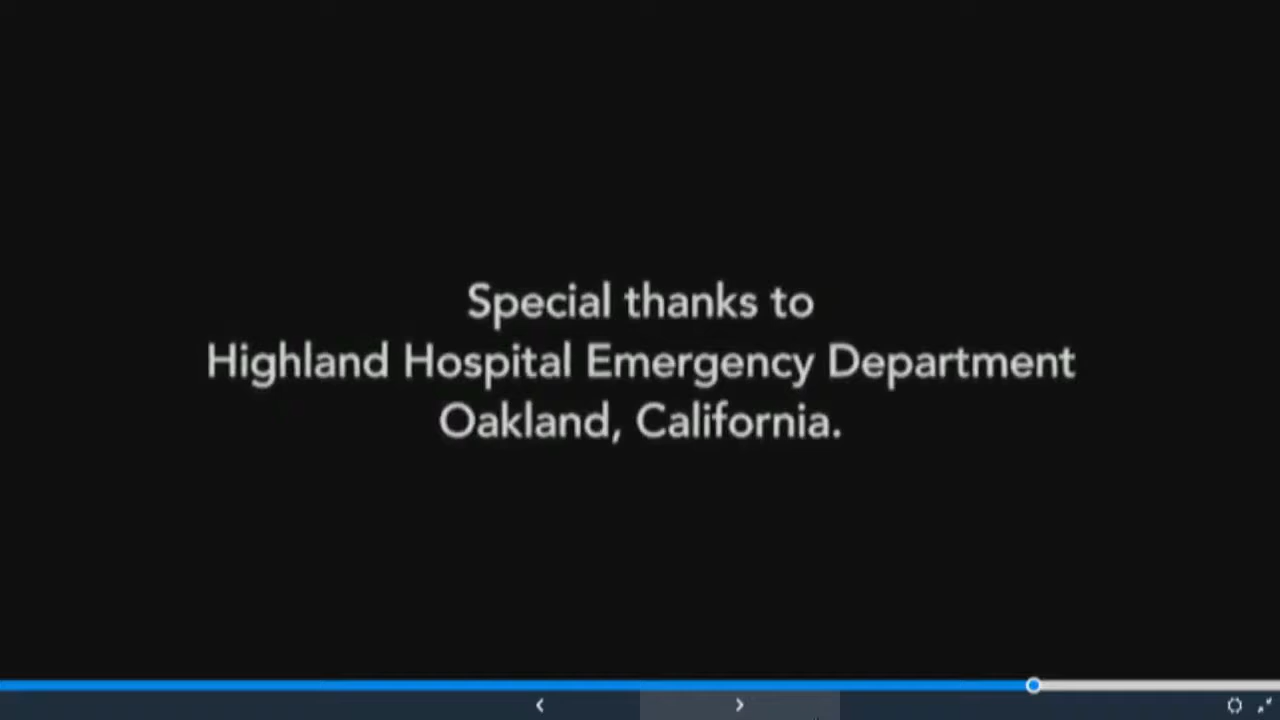 Special thanks to
Highland Hospital Emergency Department
Oakland, California.